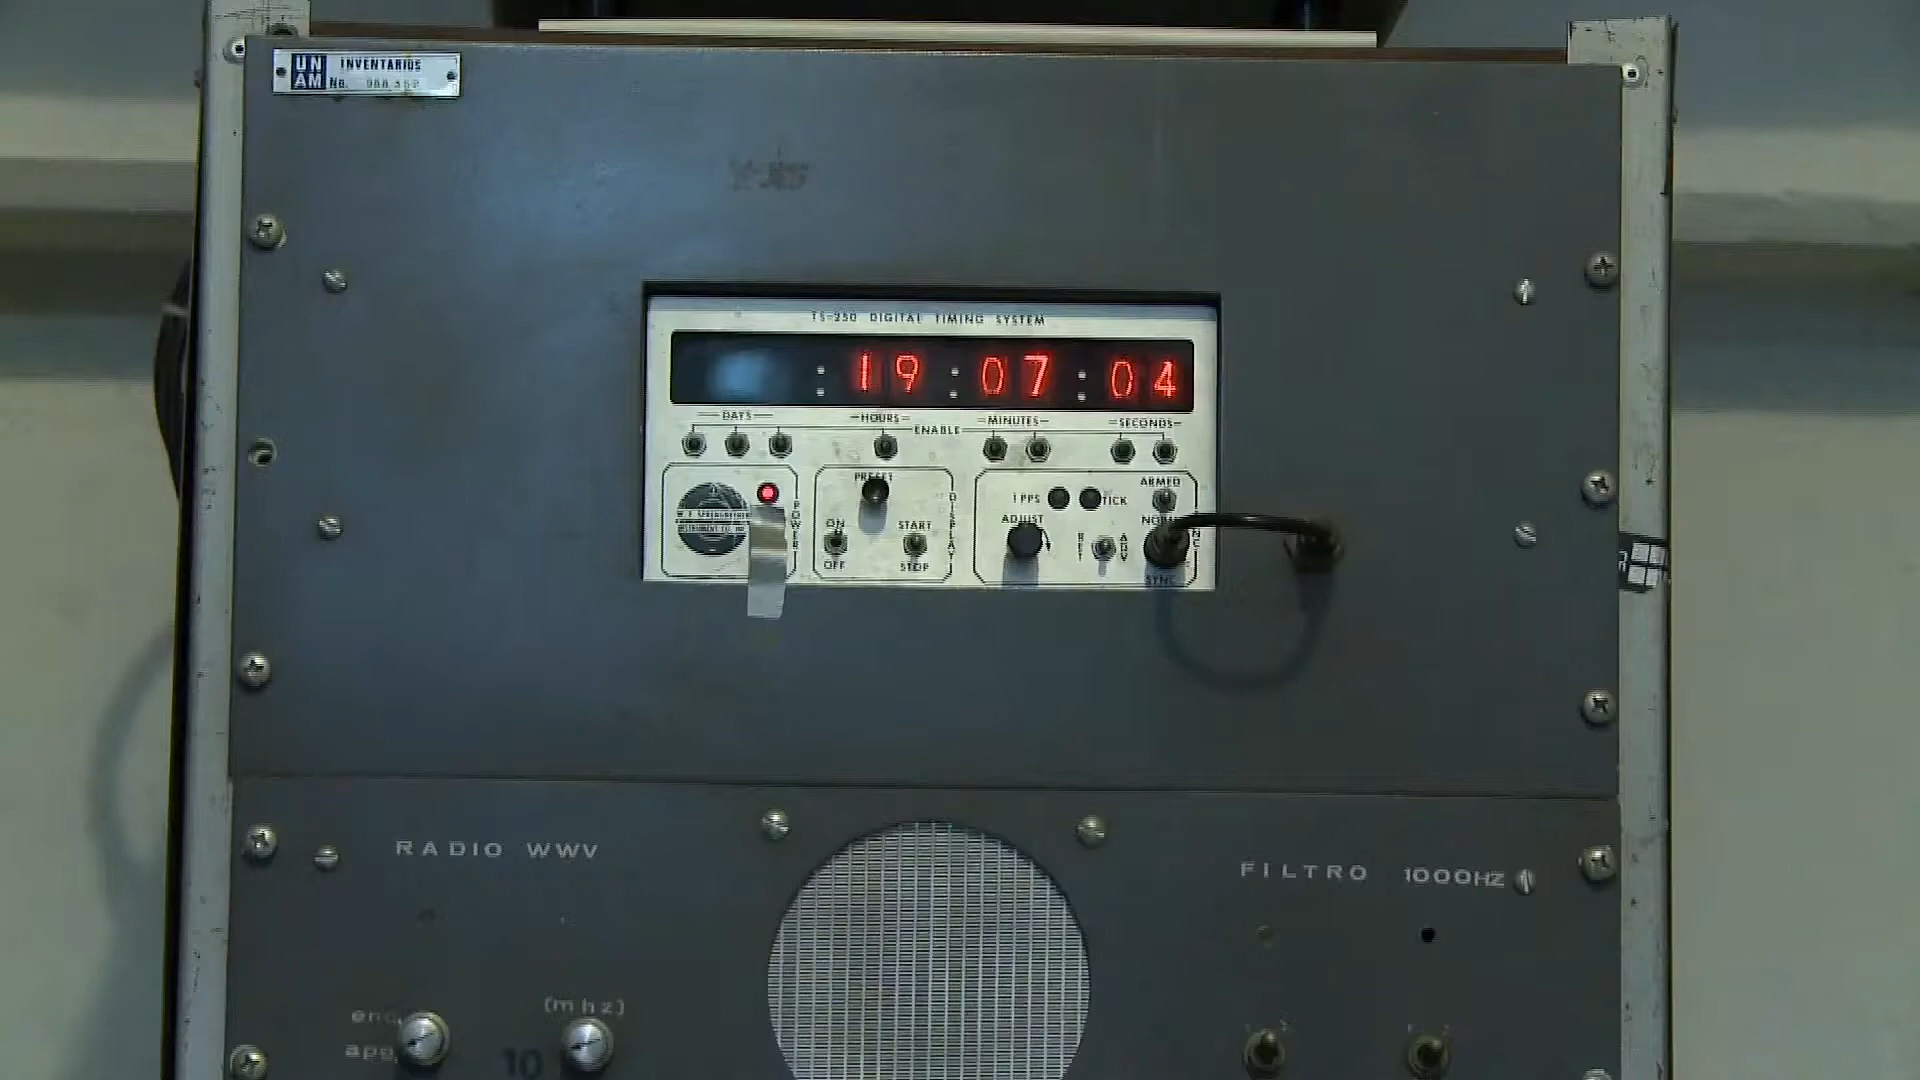 UN
AM
INVENTARIOS
No.
TS-250 DIGITAL TIMING SYSTEM
: 19 : 07 : 04
DAYS
HOURS
ENABLE
MINUTES
SECONDS
POWER
PRESET
ON
OFF
START
STOP
DISPLAY
1 PPS
TICK
ARMED
ADJUST
RET
ADV
SYNC
RADIO WWV
FILTRO 1000HZ
(mhz)
10